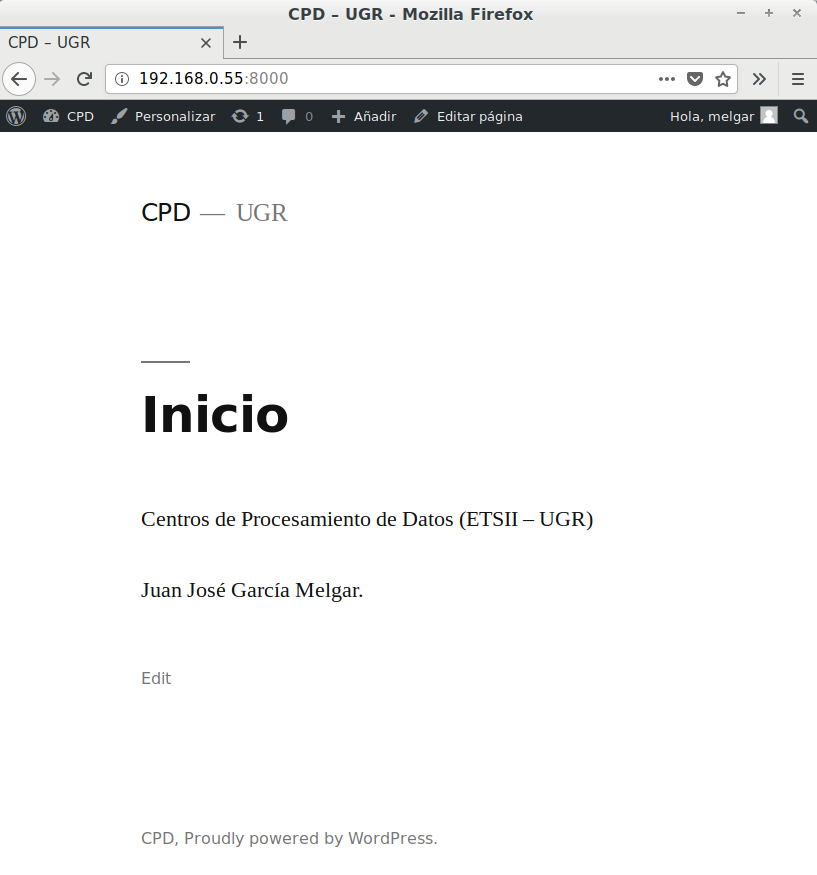 CPD – UGR - Mozilla Firefox
CPD – UGR
192.168.0.55:8000
CPD Personalizar 1 0 Añadir Editar página Hola, melgar
CPD — UGR
Inicio
Centros de Procesamiento de Datos (ETSII – UGR)
Juan José García Melgar.
Edit
CPD, Proudly powered by WordPress.